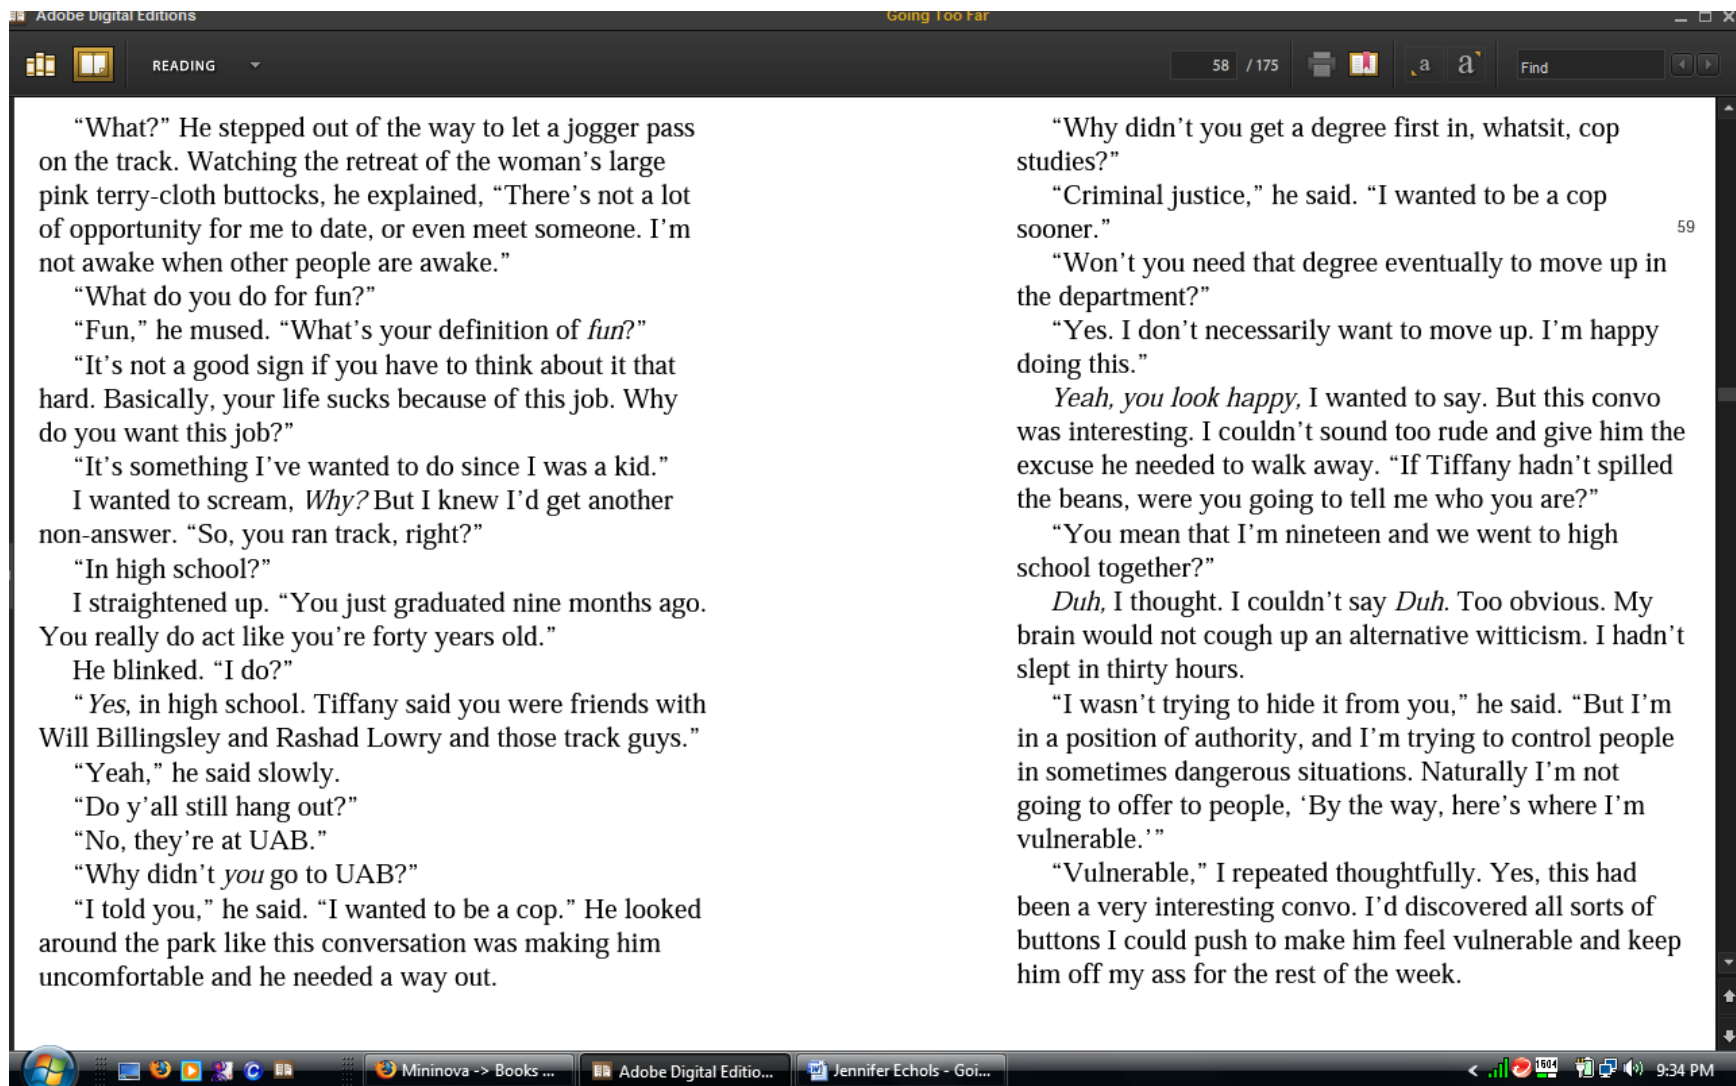 Adobe Digital Editions
Going Too Far
READING
58 / 175
a
a
Find
“What?” He stepped out of the way to let a jogger pass
on the track. Watching the retreat of the woman’s large
pink terry-cloth buttocks, he explained, “There’s not a lot
of opportunity for me to date, or even meet someone. I’m
not awake when other people are awake.”
“What do you do for fun?”
“Fun,” he mused. “What’s your definition of fun?”
“It’s not a good sign if you have to think about it that
hard. Basically, your life sucks because of this job. Why
do you want this job?”
“It’s something I’ve wanted to do since I was a kid.”
I wanted to scream, Why? But I knew I’d get another
non-answer. “So, you ran track, right?”
“In high school?”
I straightened up. “You just graduated nine months ago.
You really do act like you’re forty years old.”
He blinked. “I do?”
“Yes, in high school. Tiffany said you were friends with
Will Billingsley and Rashad Lowry and those track guys.”
“Yeah,” he said slowly.
“Do y’all still hang out?”
“No, they’re at UAB.”
“Why didn’t you go to UAB?”
“I told you,” he said. “I wanted to be a cop.” He looked
around the park like this conversation was making him
uncomfortable and he needed a way out.
“Why didn’t you get a degree first in, whatsit, cop
studies?”
“Criminal justice,” he said. “I wanted to be a cop
sooner.”
59
“Won’t you need that degree eventually to move up in
the department?”
“Yes. I don’t necessarily want to move up. I’m happy
doing this.”
Yeah, you look happy, I wanted to say. But this convo
was interesting. I couldn’t sound too rude and give him the
excuse he needed to walk away. “If Tiffany hadn’t spilled
the beans, were you going to tell me who you are?”
“You mean that I’m nineteen and we went to high
school together?”
Duh, I thought. I couldn’t say Duh. Too obvious. My
brain would not cough up an alternative witticism. I hadn’t
slept in thirty hours.
“I wasn’t trying to hide it from you,” he said. “But I’m
in a position of authority, and I’m trying to control people
in sometimes dangerous situations. Naturally I’m not
going to offer to people, ‘By the way, here’s where I’m
vulnerable.’”
“Vulnerable,” I repeated thoughtfully. Yes, this had
been a very interesting convo. I’d discovered all sorts of
buttons I could push to make him feel vulnerable and keep
him off my ass for the rest of the week.
Mininova -> Books ...
Adobe Digital Editio...
Jennifer Echols - Goi...
1604
9:34 PM